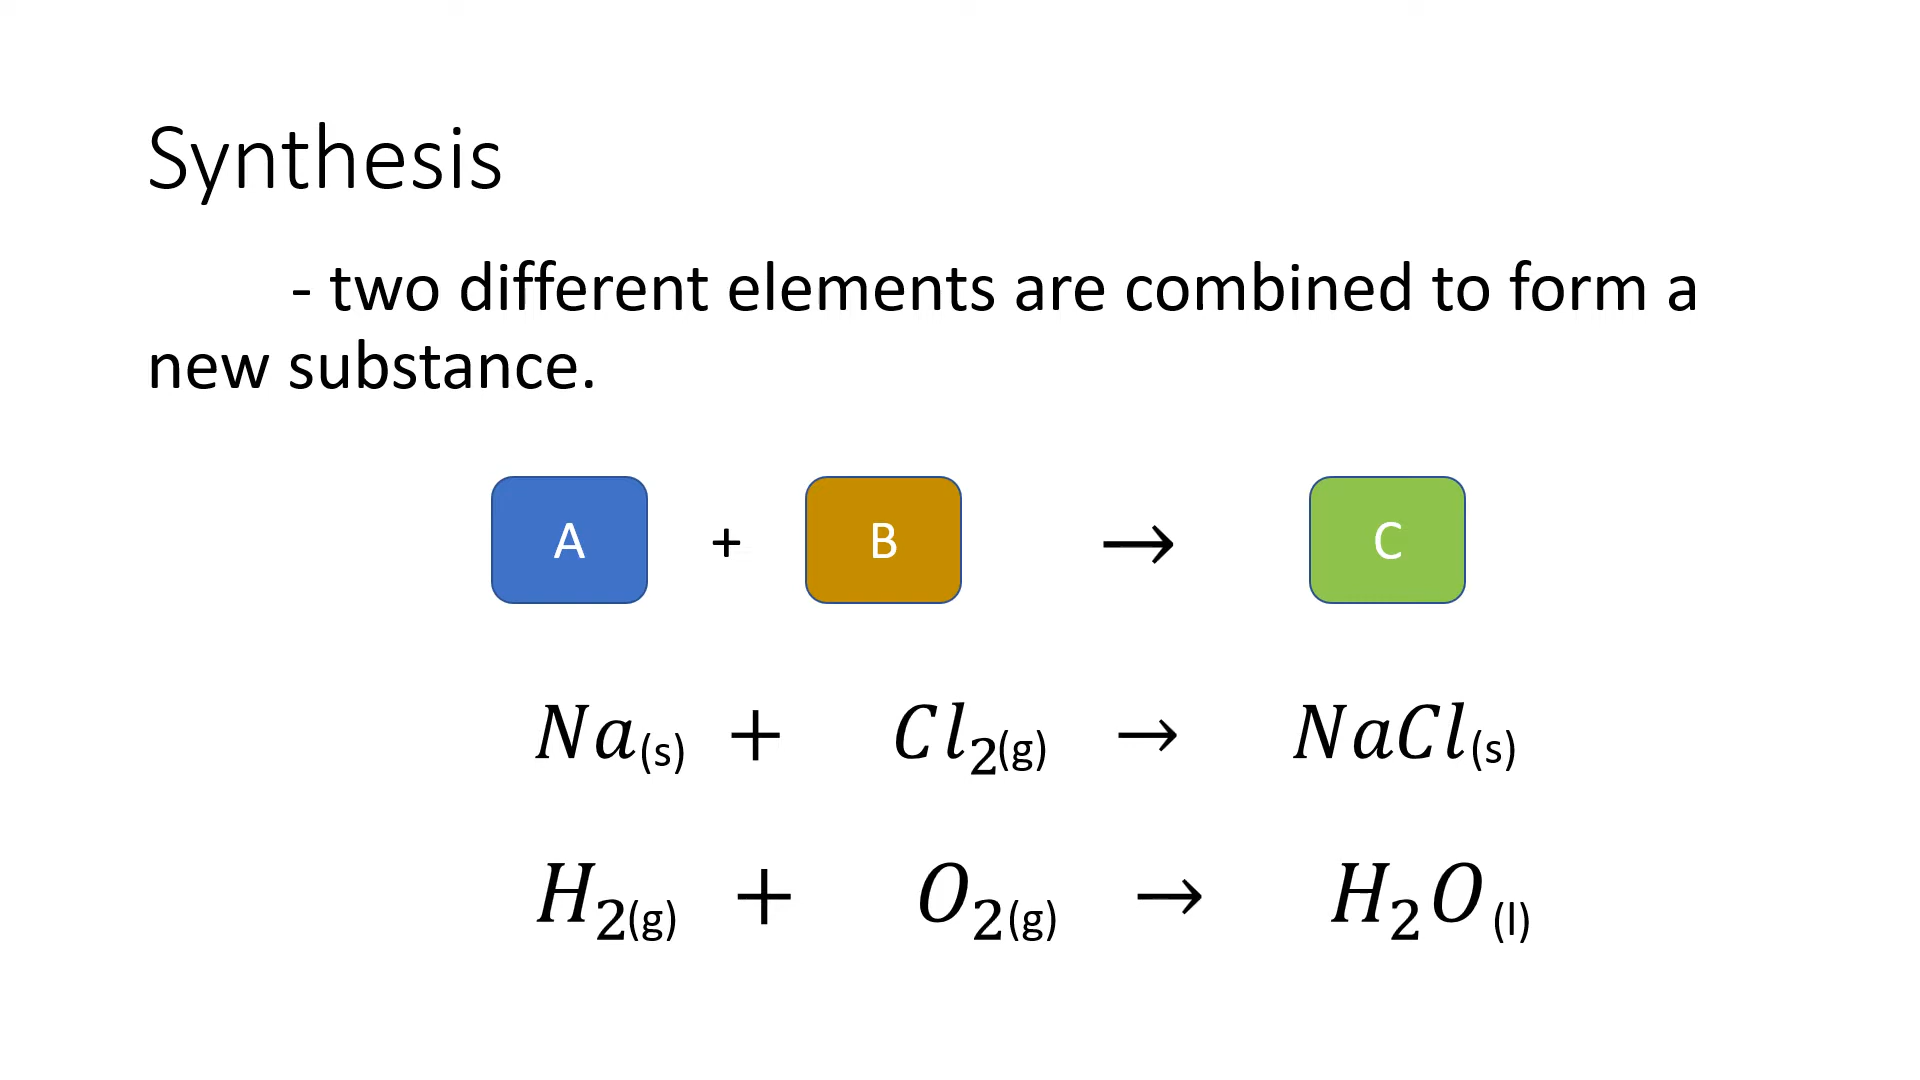 Synthesis
- two different elements are combined to form a
new substance.
A + B → C
Na(s) + Cl₂(g) → NaCl(s)
H₂(g) + O₂(g) → H₂O(l)